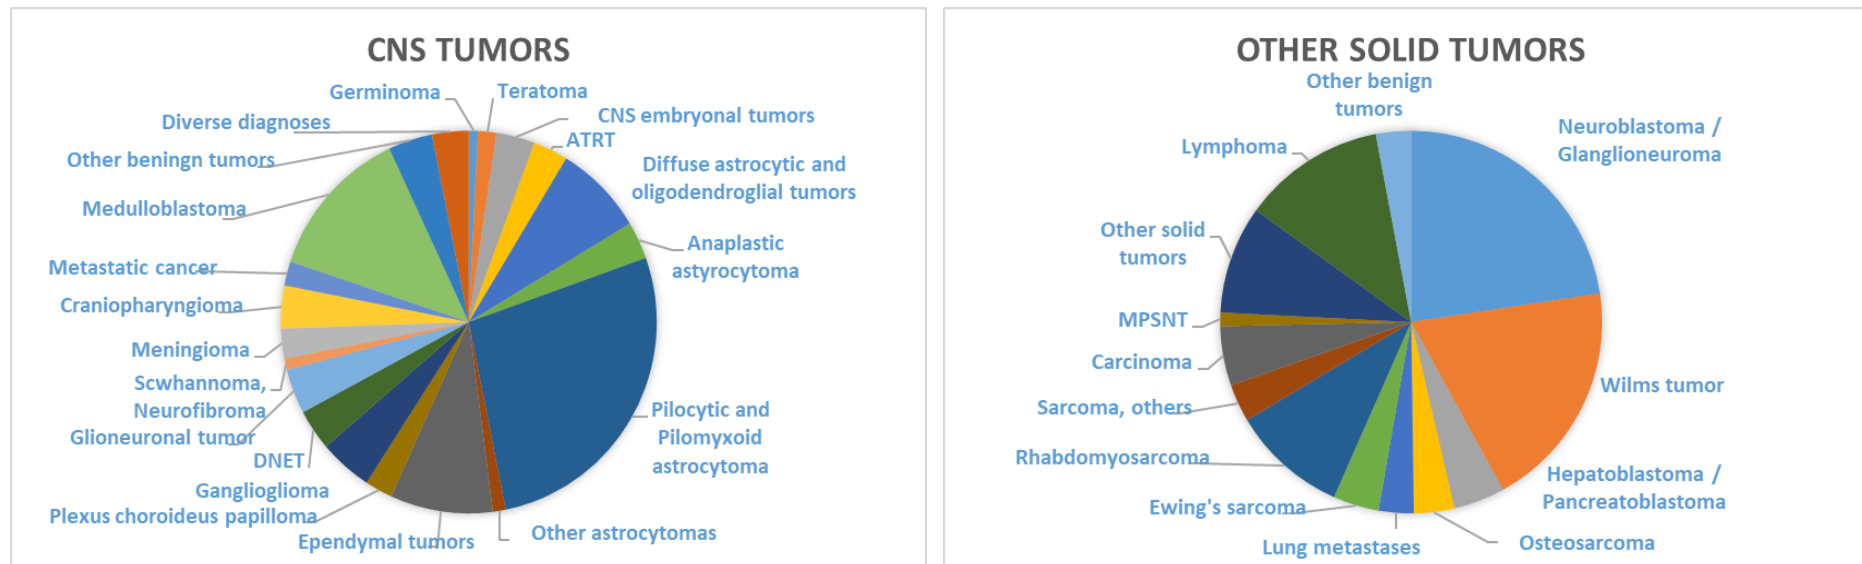 CNS TUMORS
Germinoma
Teratoma
Diverse diagnoses
CNS embryonal tumors
Other beningn tumors
ATRT
Diffuse astrocytic and
oligodendroglial tumors
Medulloblastoma
Anaplastic
astyrocytoma
Metastatic cancer
Craniopharyngioma
Meningioma
Scwhannoma,
Neurofibroma
Pilocytic and
Pilomyxoid
astrocytoma
Glioneuronal tumor
DNET
Ganglioglioma
Plexus choroideus papilloma
Ependymal tumors
Other astrocytomas
OTHER SOLID TUMORS
Other benign
tumors
Neuroblastoma /
Glanglioneuroma
Lymphoma
Other solid
tumors
MPSNT
Carcinoma
Wilms tumor
Sarcoma, others
Rhabdomyosarcoma
Hepatoblastoma /
Pancreatoblastoma
Ewing's sarcoma
Lung metastases
Osteosarcoma